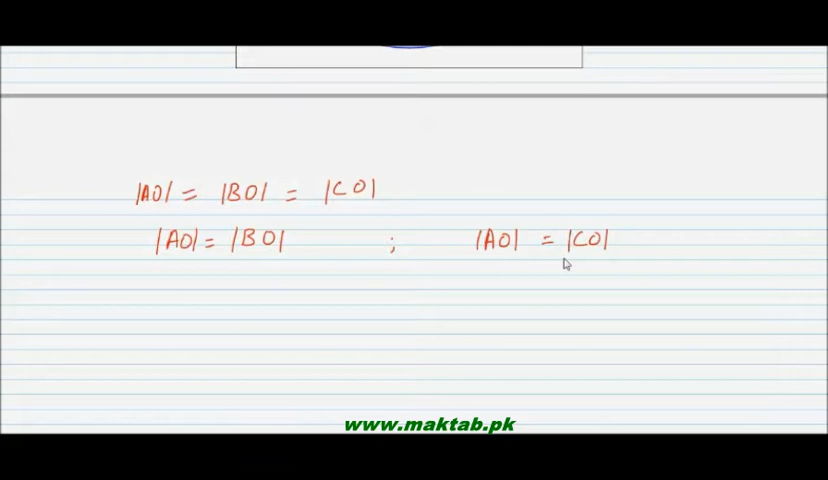 |AO| = |BO| = |CO|
|AO| = |BO| ; |AO| = |CO|
www.maktab.pk